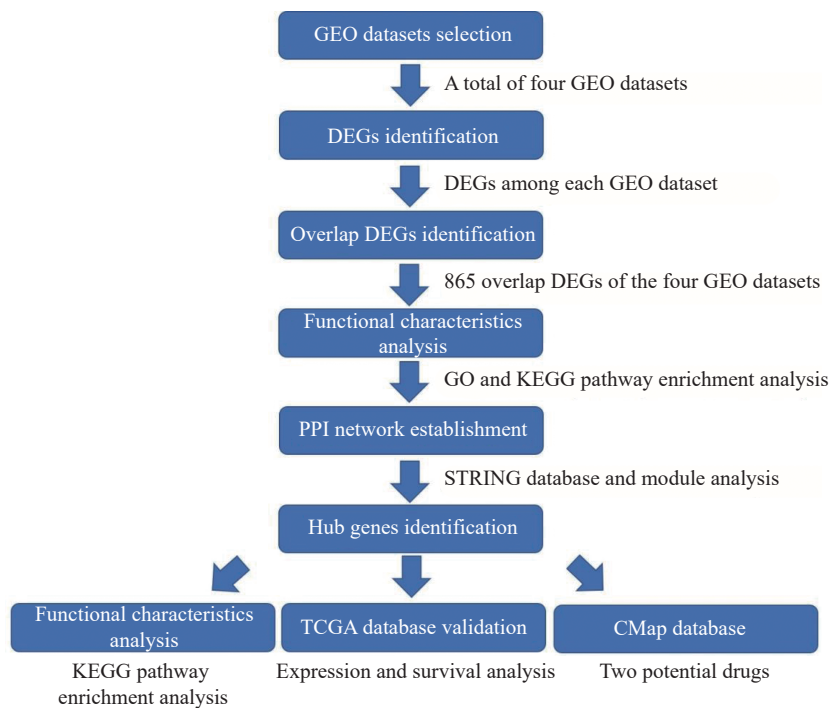 GEO datasets selection
A total of four GEO datasets
DEGs identification
DEGs among each GEO dataset
Overlap DEGs identification
865 overlap DEGs of the four GEO datasets
Functional characteristics
analysis
GO and KEGG pathway enrichment analysis
PPI network establishment
STRING database and module analysis
Hub genes identification
Functional characteristics
analysis
KEGG pathway
enrichment analysis
TCGA database validation
Expression and survival analysis
CMap database
Two potential drugs